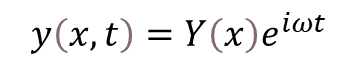 y(x, t) = Y(x)e^{iωt}